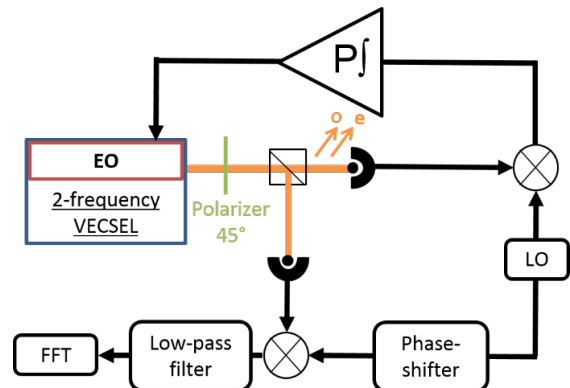 P∫
o e
EO
2-frequency
VECSEL
Polarizer
45°
LO
FFT
Low-pass
filter
Phase-
shifter